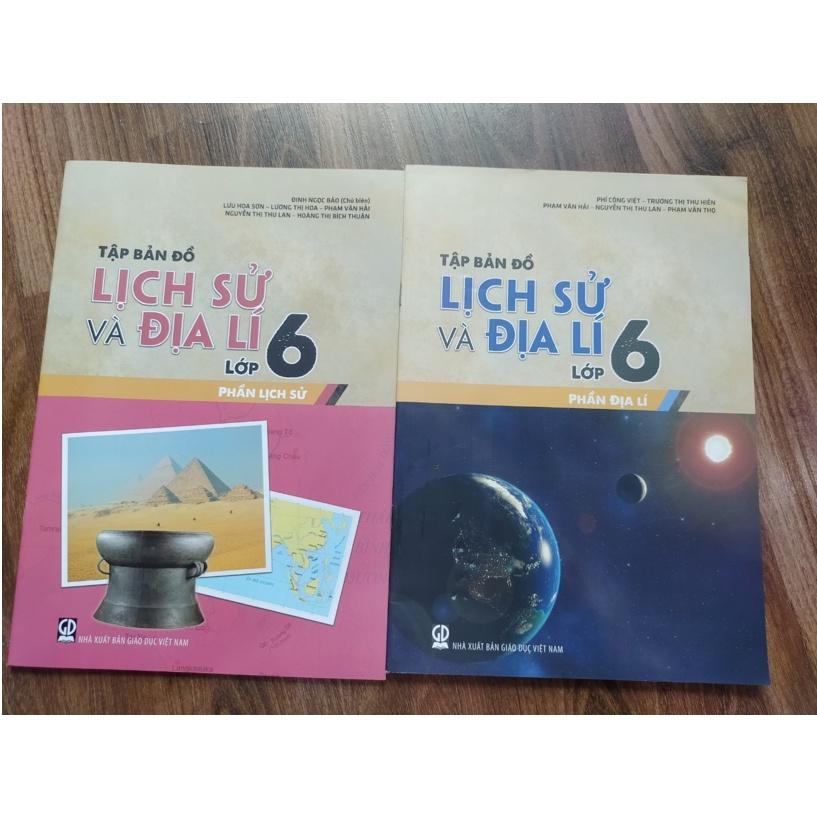 ĐINH NGỌC BẢO (Chủ biên)
LƯU HOA SƠN – LƯƠNG THỊ HOA – PHẠM VĂN HẢI
NGUYỄN THỊ THU LAN – HOÀNG THỊ BÍCH THUẬN
TẬP BẢN ĐỒ
LỊCH SỬ
VÀ ĐỊA LÍ
LỚP 6
PHẦN LỊCH SỬ
GD
NHÀ XUẤT BẢN GIÁO DỤC VIỆT NAM
Langkasuka
PHÍ CÔNG VIỆT – TRƯƠNG THỊ THU HIỀN
PHẠM VĂN HẢI – NGUYỄN THỊ THU LAN – PHẠM VĂN THỌ
TẬP BẢN ĐỒ
LỊCH SỬ
VÀ ĐỊA LÍ
LỚP 6
PHẦN ĐỊA LÍ
GD
NHÀ XUẤT BẢN GIÁO DỤC VIỆT NAM